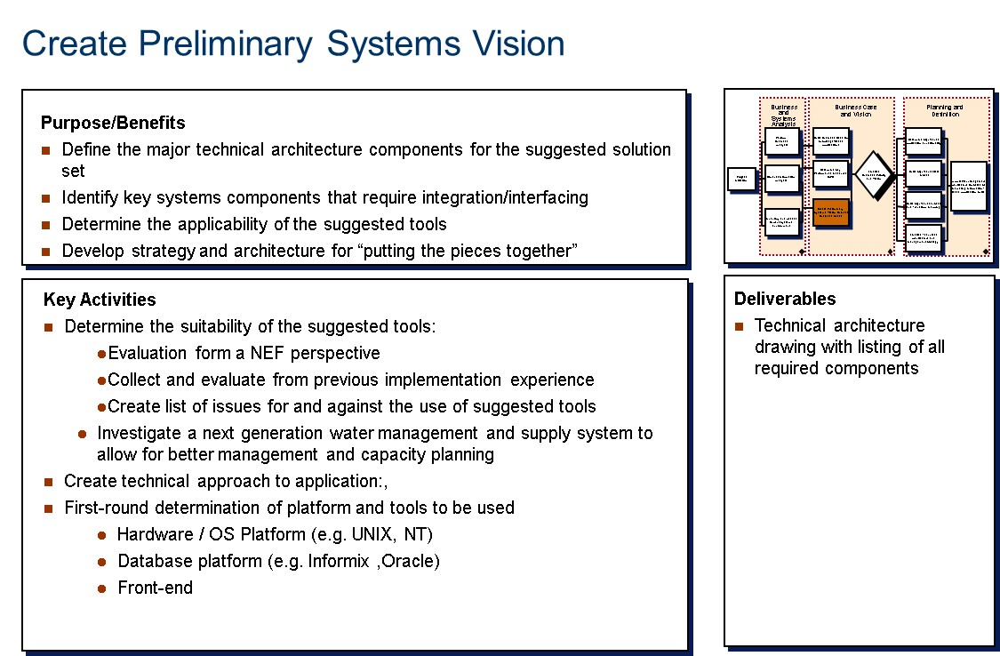 Create Preliminary Systems Vision
Purpose/Benefits
■ Define the major technical architecture components for the suggested solution
set
■ Identify key systems components that require integration/interfacing
■ Determine the applicability of the suggested tools
■ Develop strategy and architecture for “putting the pieces together”
Business
and
Systems
Analysis
Business Case
and Vision
Planning and
Definition
Key Activities
■ Determine the suitability of the suggested tools:
●Evaluation form a NEF perspective
●Collect and evaluate from previous implementation experience
●Create list of issues for and against the use of suggested tools
● Investigate a next generation water management and supply system to
allow for better management and capacity planning
■ Create technical approach to application:,
■ First-round determination of platform and tools to be used
● Hardware / OS Platform (e.g. UNIX, NT)
● Database platform (e.g. Informix ,Oracle)
● Front-end
Deliverables
■ Technical architecture
drawing with listing of all
required components